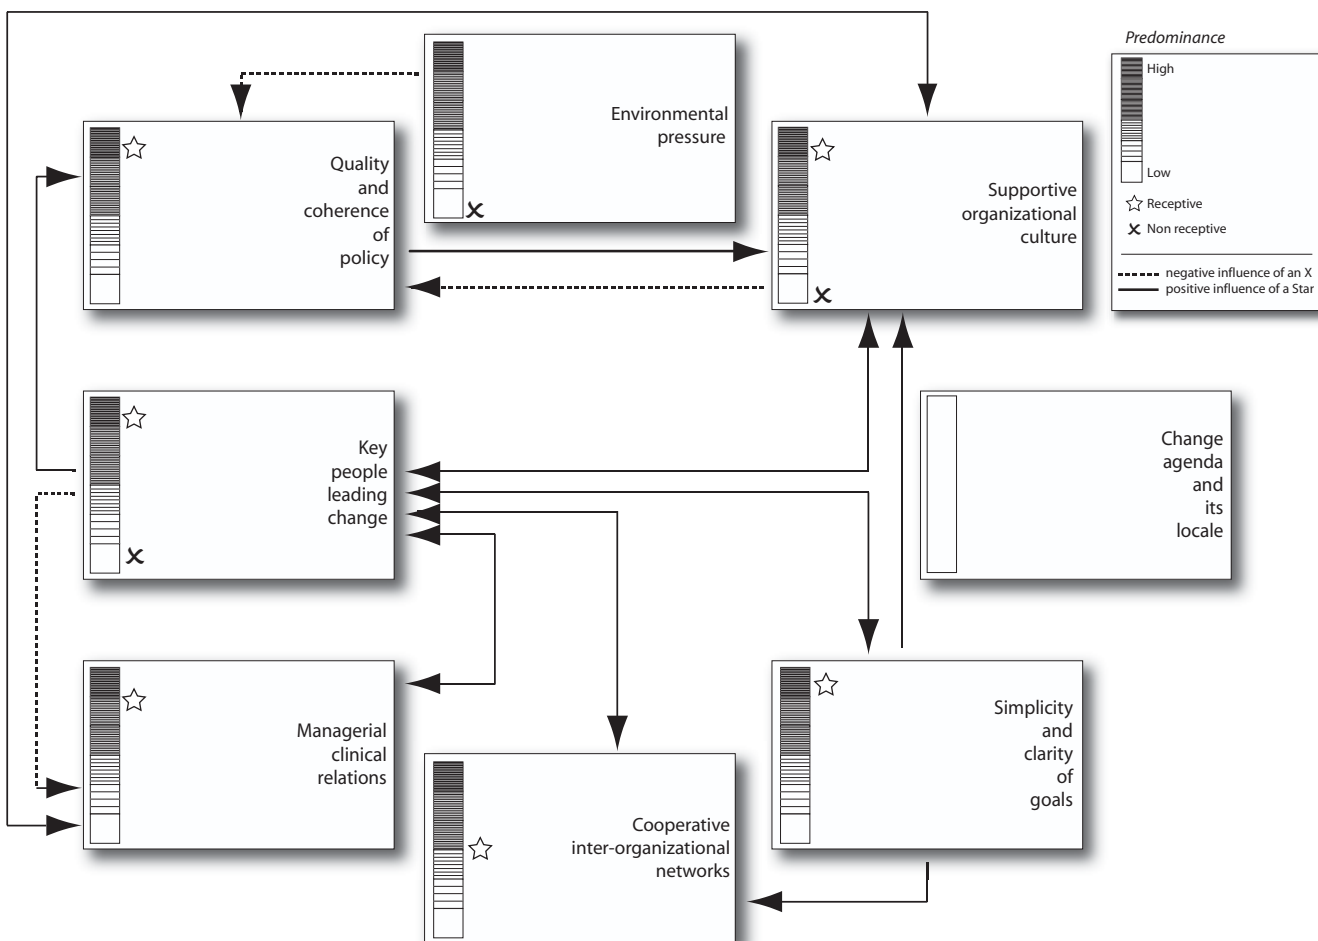 Predominance
High
Low
Receptive
Non receptive
negative influence of an X
positive influence of a Star
Environmental
pressure
Quality
and
coherence
of
policy
Supportive
organizational
culture
Key
people
leading
change
Change
agenda
and
its
locale
Managerial
clinical
relations
Cooperative
inter-organizational
networks
Simplicity
and
clarity
of
goals